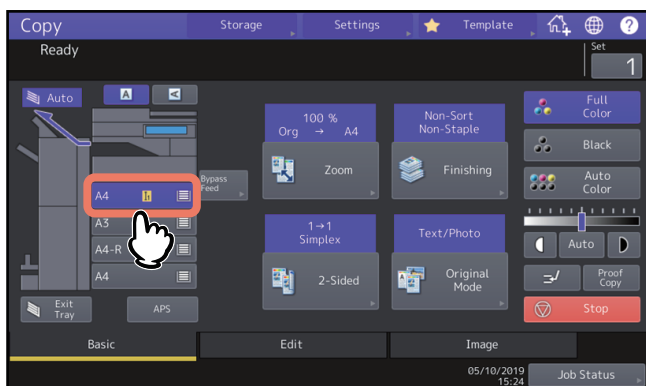 Copy
Storage
Settings
Template
?
Ready
Set
1
Auto
A
A
100 %
Org → A4
Non-Sort
Non-Staple
Full
Color
Zoom
Finishing
Black
Bypass
Feed
A4
A3
A4-R
A4
Auto
Color
1→1
Simplex
Text/Photo
Auto
2-Sided
Original
Mode
Proof
Copy
Exit
Tray
APS
Stop
Basic
Edit
Image
05/10/2019
15:24
Job Status